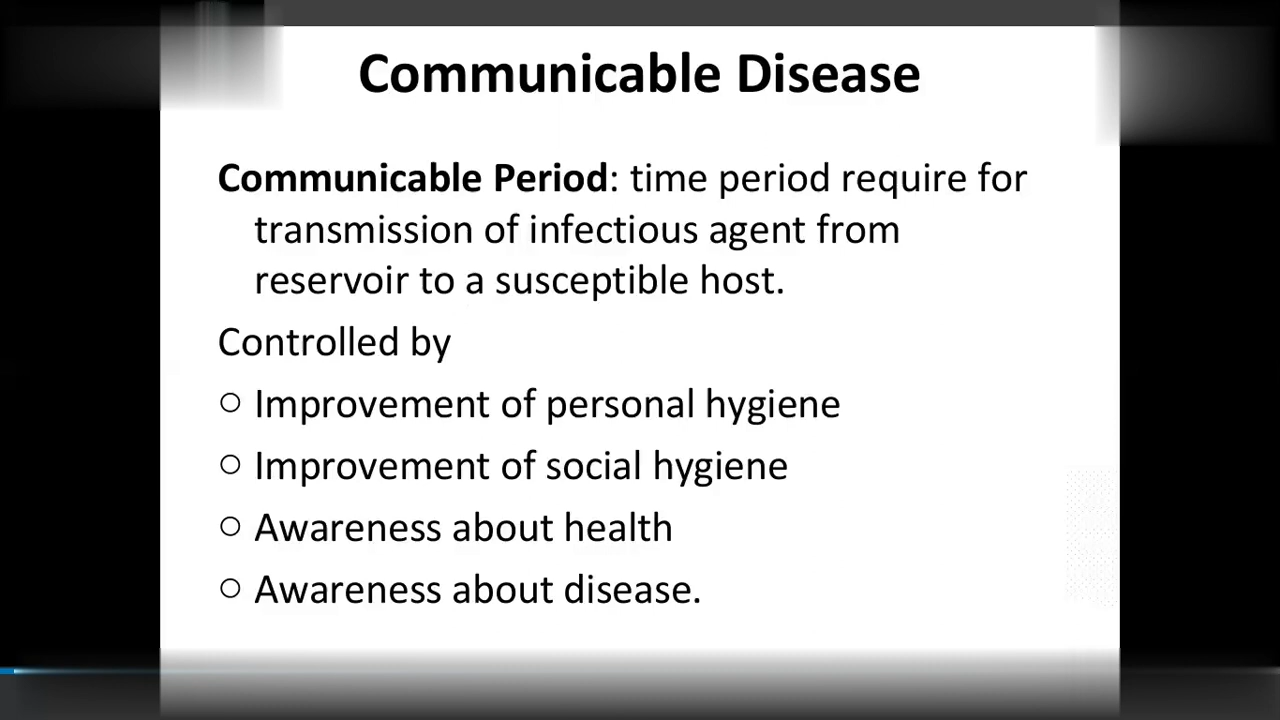 Communicable Disease
Communicable Period: time period require for
transmission of infectious agent from
reservoir to a susceptible host.
Controlled by
○ Improvement of personal hygiene
○ Improvement of social hygiene
○ Awareness about health
○ Awareness about disease.